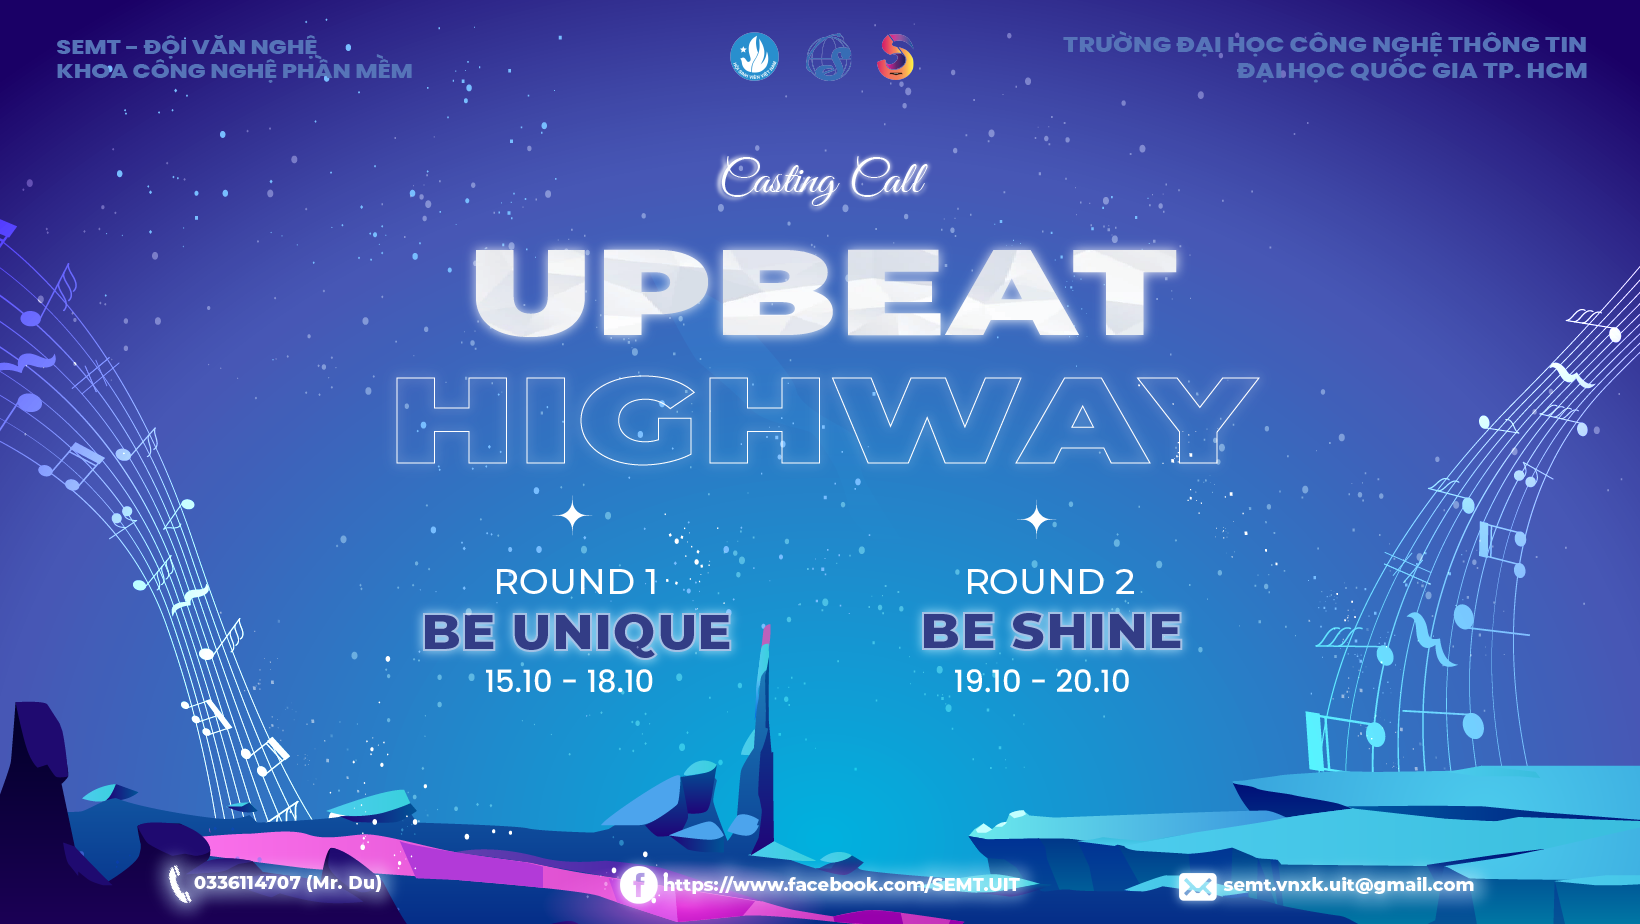 SEMT - ĐỘI VĂN NGHỆ
KHOA CÔNG NGHỆ PHẦN MỀM
TRƯỜNG ĐẠI HỌC CÔNG NGHỆ THÔNG TIN
ĐẠI HỌC QUỐC GIA TP. HCM
Casting Call
UPBEAT
HIGHWAY
ROUND 1
BE UNIQUE
15.10 - 18.10
ROUND 2
BE SHINE
19.10 - 20.10
0336114707 (Mr. Du)
https://www.facebook.com/SEMT.UIT
semt.vnxk.uit@gmail.com